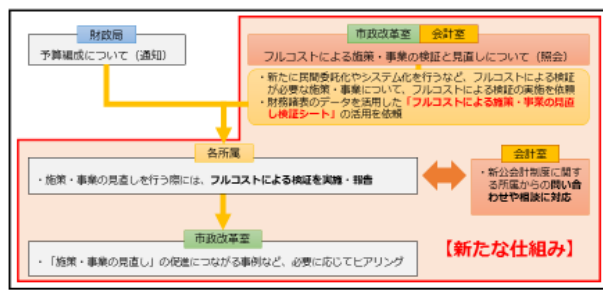 財政局
予算編成について（通知）
市政改革室
会計室
フルコストによる施策・事業の検証と見直しについて（照会）
・新たに民間委託化やシステム化を行うなど、フルコストによる検証
が必要な施策・事業について、フルコストによる検証の実施を依頼
・財務諸表のデータを活用した「フルコストによる施策・事業の見直
し検証シート」の活用を依頼
各所属
・施策・事業の見直しを行う際には、フルコストによる検証を実施・報告
会計室
・新公会計制度に関す
る所属からの問い合
わせや相談に対応
市政改革室
・「施策・事業の見直し」の促進につながる事例など、必要に応じてヒアリング
【新たな仕組み】